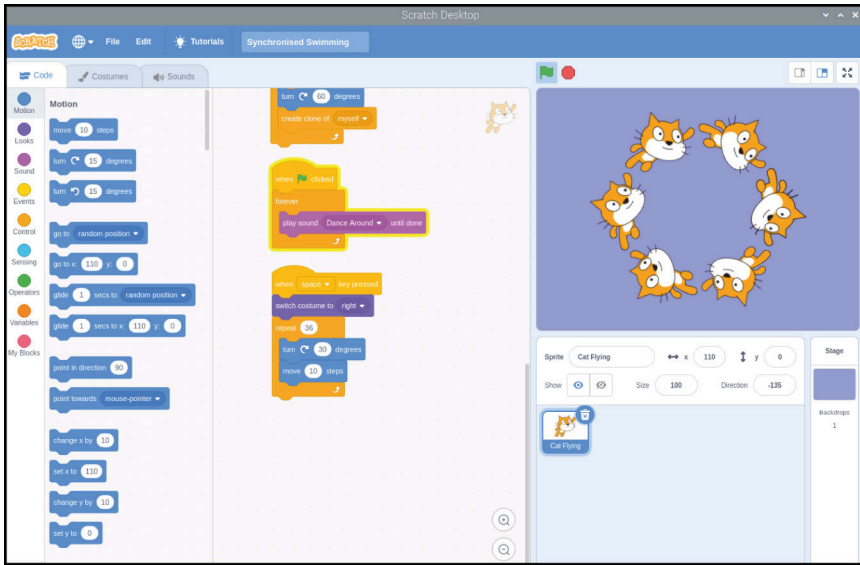 Scratch Desktop
SCRATCH File Edit Tutorials Synchronised Swimming
Code Costumes Sounds
Motion
Looks
Sound
Events
Control
Sensing
Operators
Variables
My Blocks
Motion
move 10 steps
turn 15 degrees
turn 15 degrees
go to random position
go to x: 110 y: 0
glide 1 secs to random position
glide 1 secs to x: 110 y: 0
point in direction 90
point towards mouse-pointer
change x by 10
set x to 110
change y by 10
set y to 0
turn 60 degrees
create clone of myself
when clicked
forever
play sound Dance Around until done
when space key pressed
switch costume to right
repeat 36
turn 30 degrees
move 10 steps
Sprite Cat Flying x 110 y 0
Show Size 100 Direction -135
Cat Flying
Stage
Backdrops
1